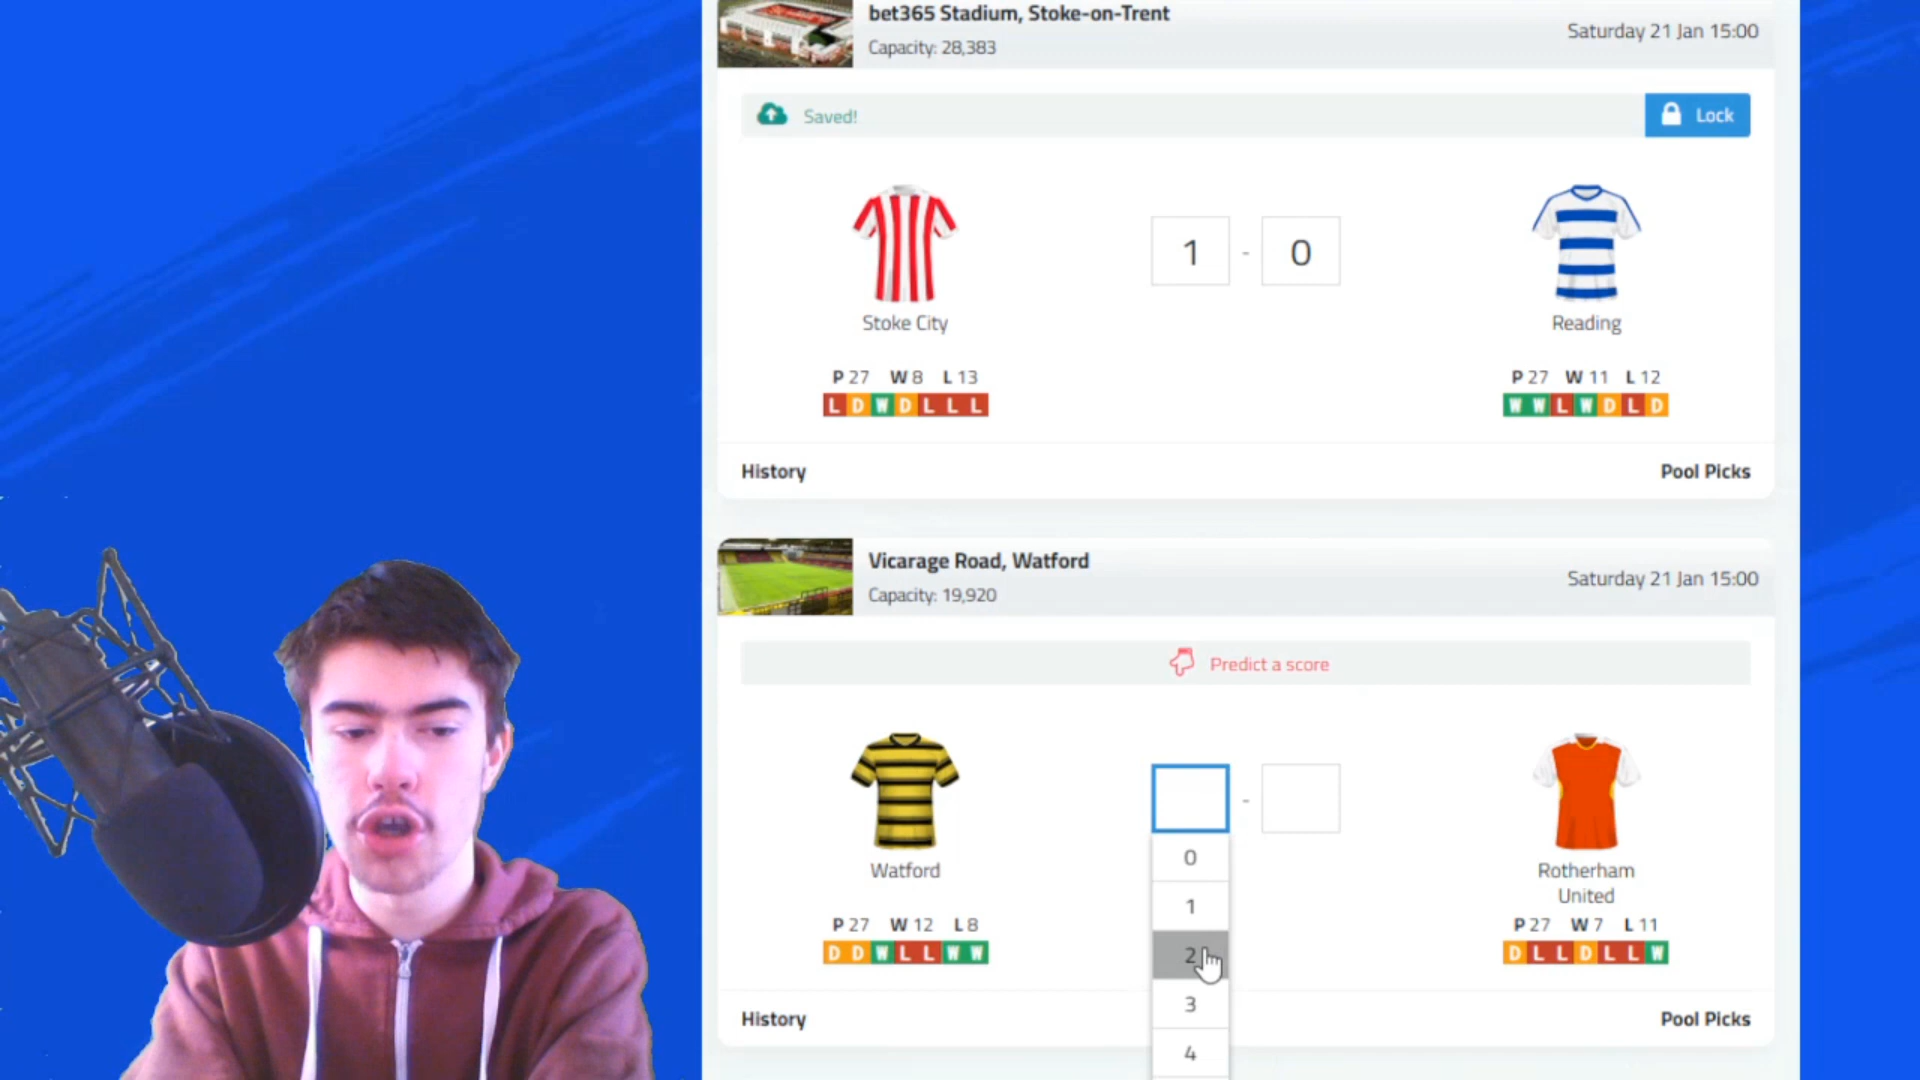 bet365 Stadium, Stoke-on-Trent
Capacity: 28,383
Saturday 21 Jan 15:00
Saved!
Lock
1 - 0
Stoke City
Reading
P 27 W 8 L 13
P 27 W 11 L 12
L D W D L L L
W W L W D L D
History
Pool Picks
Vicarage Road, Watford
Capacity: 19,920
Saturday 21 Jan 15:00
Predict a score
-
Watford
Rotherham
United
0
1
2
3
4
P 27 W 12 L 8
P 27 W 7 L 11
D D W L L W W
D L L D L L W
History
Pool Picks